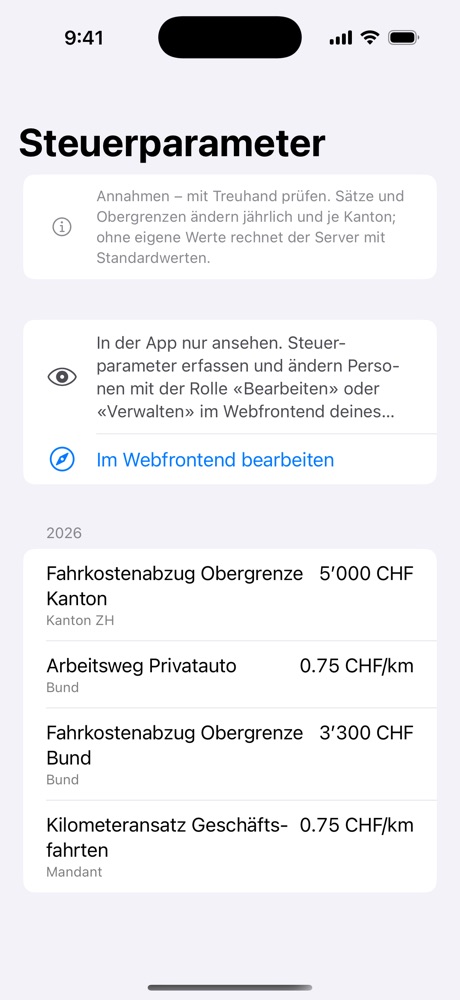 9:41
Steuerparameter
Annahmen – mit Treuhand prüfen. Sätze und
Obergrenzen ändern jährlich und je Kanton;
ohne eigene Werte rechnet der Server mit
Standardwerten.
In der App nur ansehen. Steuer-
parameter erfassen und ändern Perso-
nen mit der Rolle «Bearbeiten» oder
«Verwalten» im Webfrontend deines…
Im Webfrontend bearbeiten
2026
Fahrkostenabzug Obergrenze 5’000 CHF
Kanton
Kanton ZH
Arbeitsweg Privatauto 0.75 CHF/km
Bund
Fahrkostenabzug Obergrenze 3’300 CHF
Bund
Bund
Kilometeransatz Geschäfts- 0.75 CHF/km
fahrten
Mandant